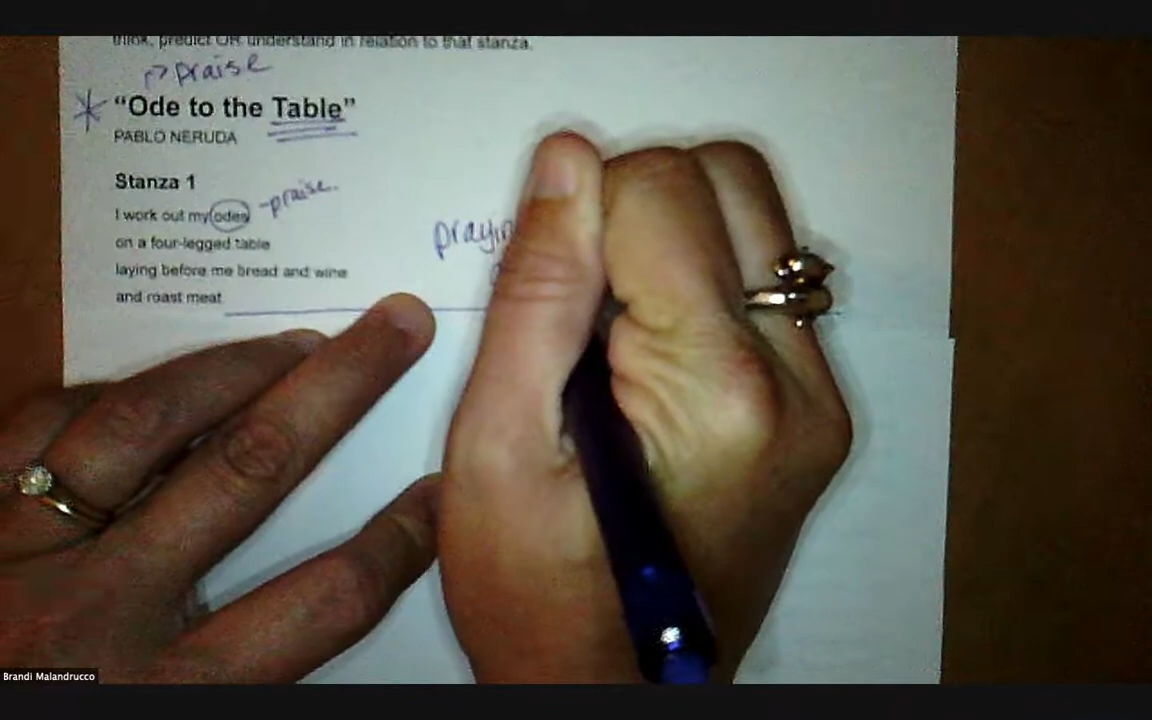 think, predict OR understand in relation to that stanza.
praise
"Ode to the Table"
PABLO NERUDA
Stanza 1
I work out my odes - praise.
on a four-legged table
laying before me bread and wine
and roast meat
Brandi Malandrucco